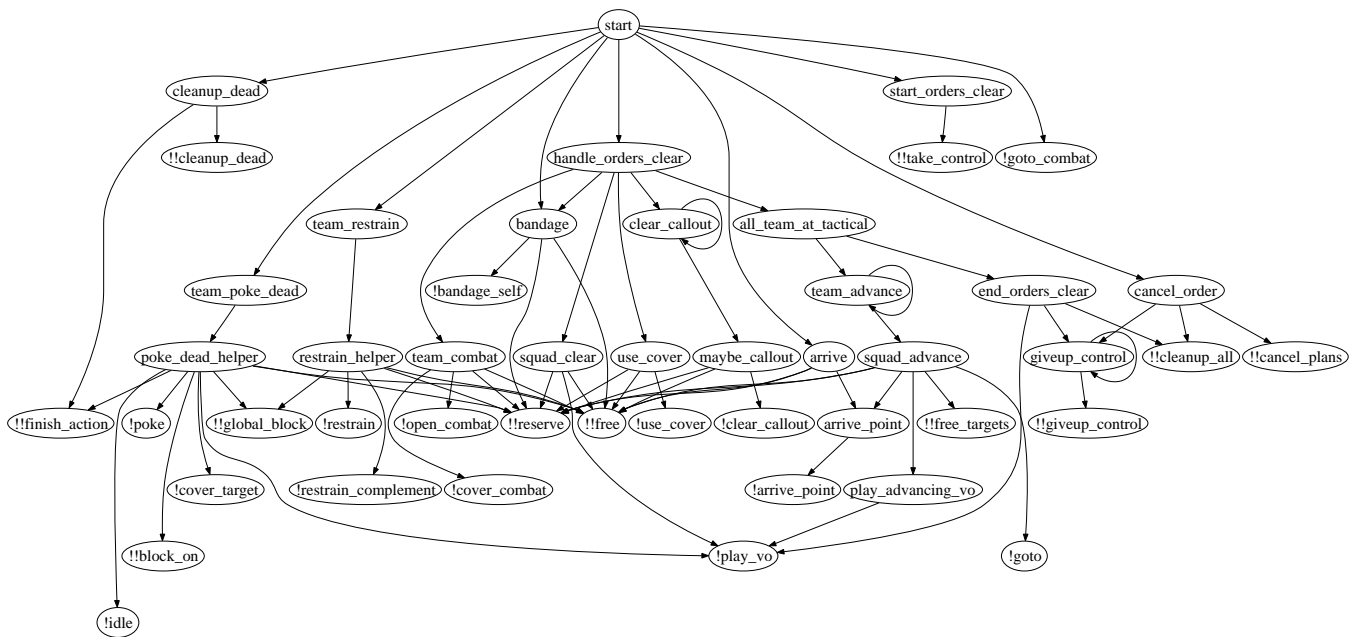 start
cleanup_dead
start_orders_clear
!!cleanup_dead
handle_orders_clear
!!take_control
!goto_combat
team_restrain
bandage
clear_callout
all_team_at_tactical
team_poke_dead
!bandage_self
team_advance
end_orders_clear
cancel_order
poke_dead_helper
restrain_helper
team_combat
squad_clear
use_cover
maybe_callout
arrive
squad_advance
giveup_control
!!cleanup_all
!!cancel_plans
!!finish_action
!poke
!!global_block
!restrain
!open_combat
!!reserve
!!free
!use_cover
!clear_callout
arrive_point
!!free_targets
!!giveup_control
!cover_target
!restrain_complement
!cover_combat
!arrive_point
play_advancing_vo
!!block_on
!play_vo
!goto
!idle